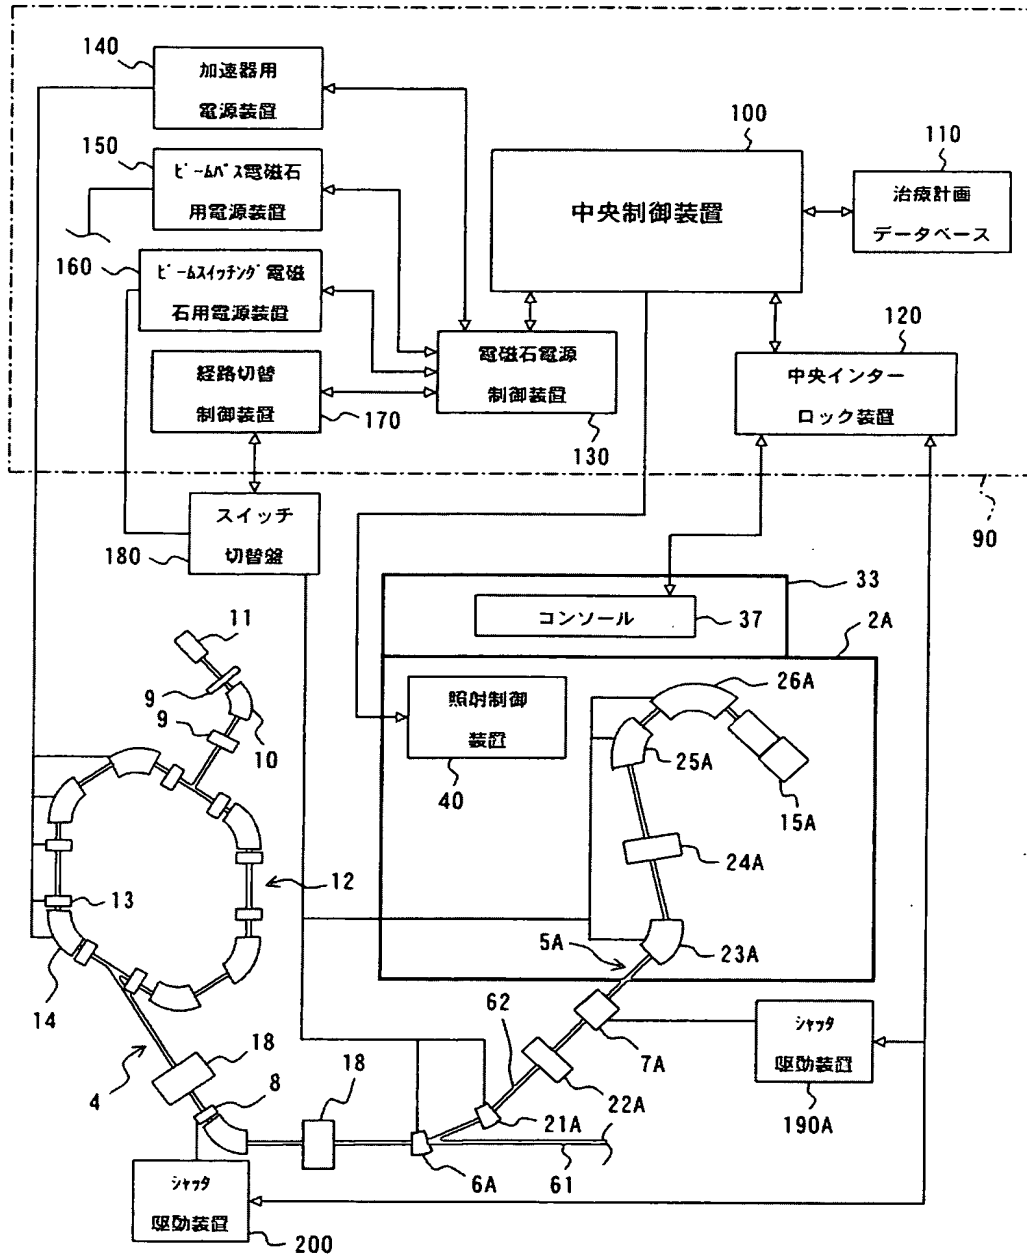 140
加速器用
電源装置
150
ビームパス電磁石
用電源装置
160
ビームスイッチング電磁
石用電源装置
経路切替
制御装置
170
100
中央制御装置
110
治療計画
データベース
電磁石電源
制御装置
130
120
中央インター
ロック装置
90
スイッチ
切替盤
180
33
コンソール
37
2A
照射制御
装置
40
26A
25A
15A
24A
23A
5A
11
9
9
10
12
13
14
4
18
8
18
62
7A
22A
21A
6A
61
シャッタ
駆動装置
190A
シャッタ
駆動装置
200